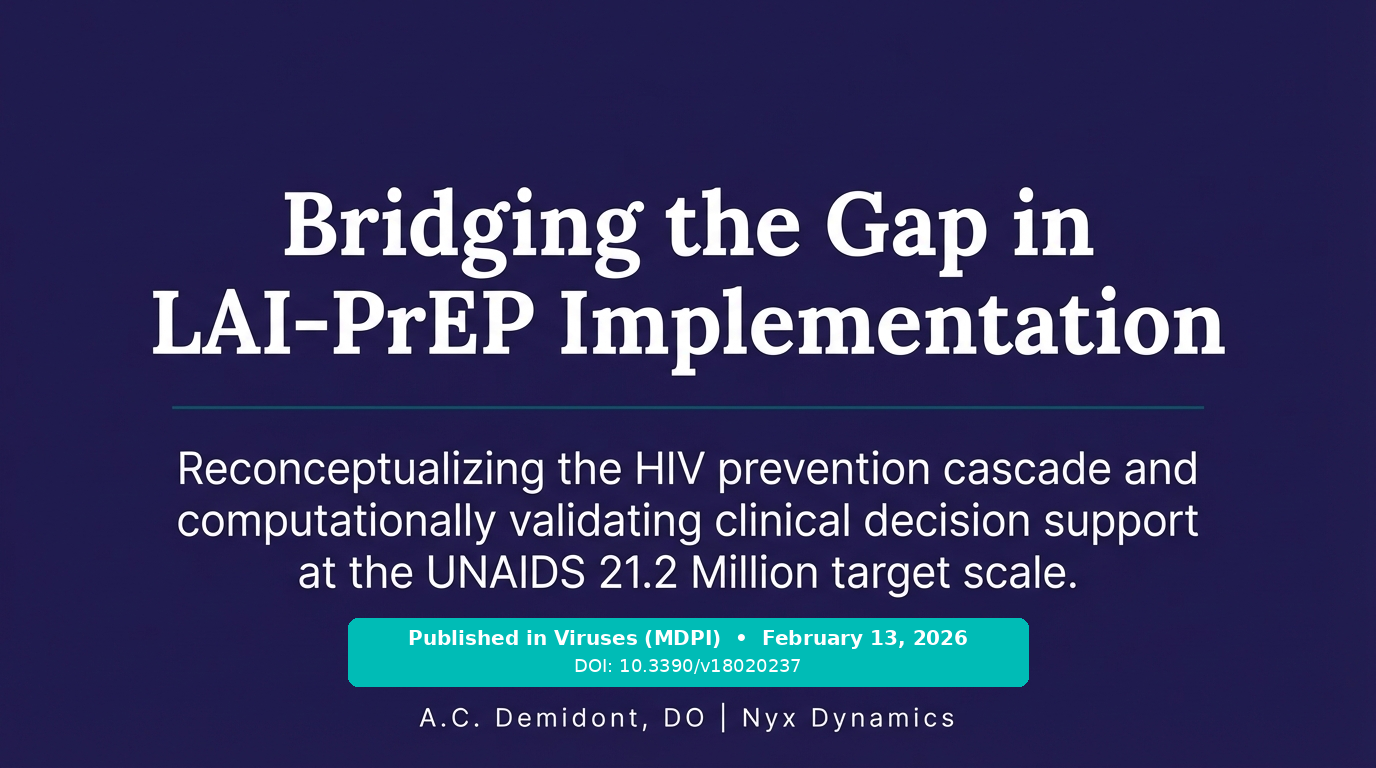 Bridging the Gap in
LAI-PrEP Implementation
Reconceptualizing the HIV prevention cascade and
computationally validating clinical decision support
at the UNAIDS 21.2 Million target scale.
Published in Viruses (MDPI) • February 13, 2026
DOI: 10.3390/v18020237
A.C. Demidont, DO | Nyx Dynamics